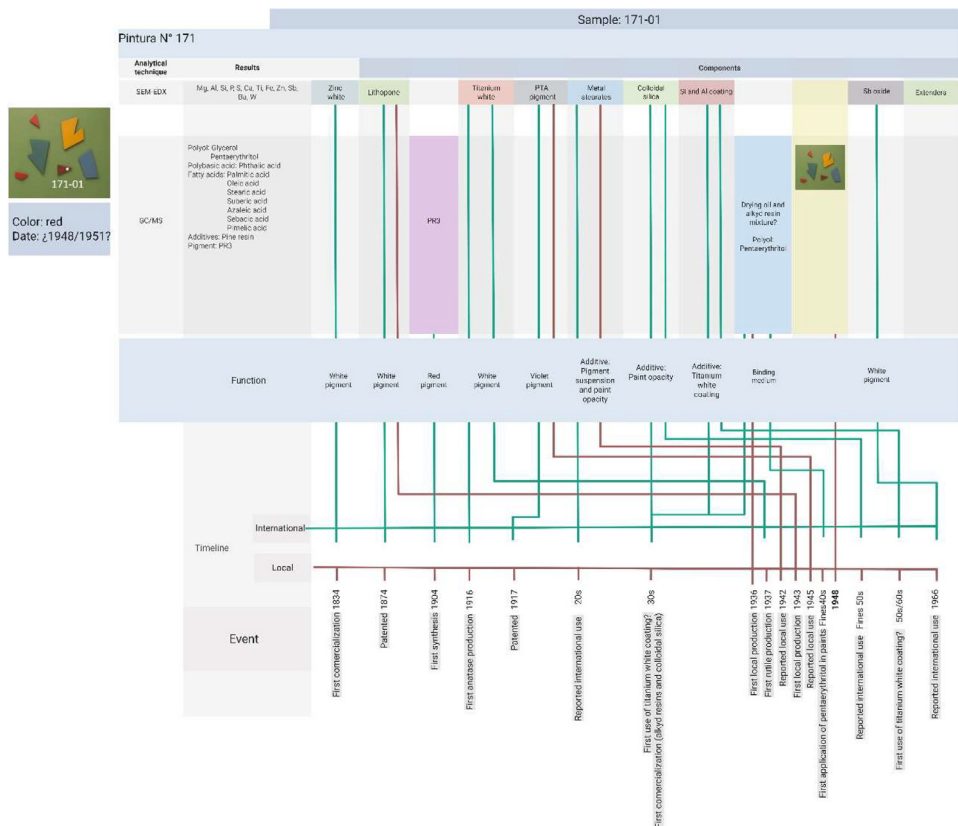 Sample: 171-01
Pintura N° 171
Analytical technique
Results
Components
SEM-EDX
Mg, Al, Si, P, S, Ca, Ti, Fe, Zn, Sb,
Ba, W
Zinc white
Lithopone
Titanium white
PTA pigment
Metal stearates
Colloidal silica
Si and Al coating
Sb oxide
Extenders
171-01
Color: red
Date: ¿1948/1951?
GC/MS
Polyol: Glycerol
Pentaerythritol
Polybasic acid: Phthalic acid
Fatty acids: Palmitic acid
Oleic acid
Stearic acid
Suberic acid
Azaleic acid
Sebacic acid
Pimelic acid
Additives: Pine resin
Pigment: PR3
PR3
Drying oil and
alkyd resin
mixture?
Polyol:
Pentaerythritol
Function
White pigment
White pigment
Red pigment
White pigment
Violet pigment
Additive:
Pigment
suspension
and paint
opacity
Additive:
Paint opacity
Additive:
Titanium
white
coating
Binding medium
White pigment
Timeline
International
Local
Event
First comercialization 1834
Patented 1874
First synthesis 1904
First anatase production 1916
Patented 1917
Reported international use 20s
First use of titanium white coating? 30s
First comercialization (alkyd resins and colloidal silica)
First local production 1936
First rutile production 1937
Reported local use 1942
First local production 1943
Reported local use 1945
First application of pentaerythritol in paints Fines40s
1948
Reported international use Fines 50s
First use of titanium white coating? 50s/60s
Reported international use 1966